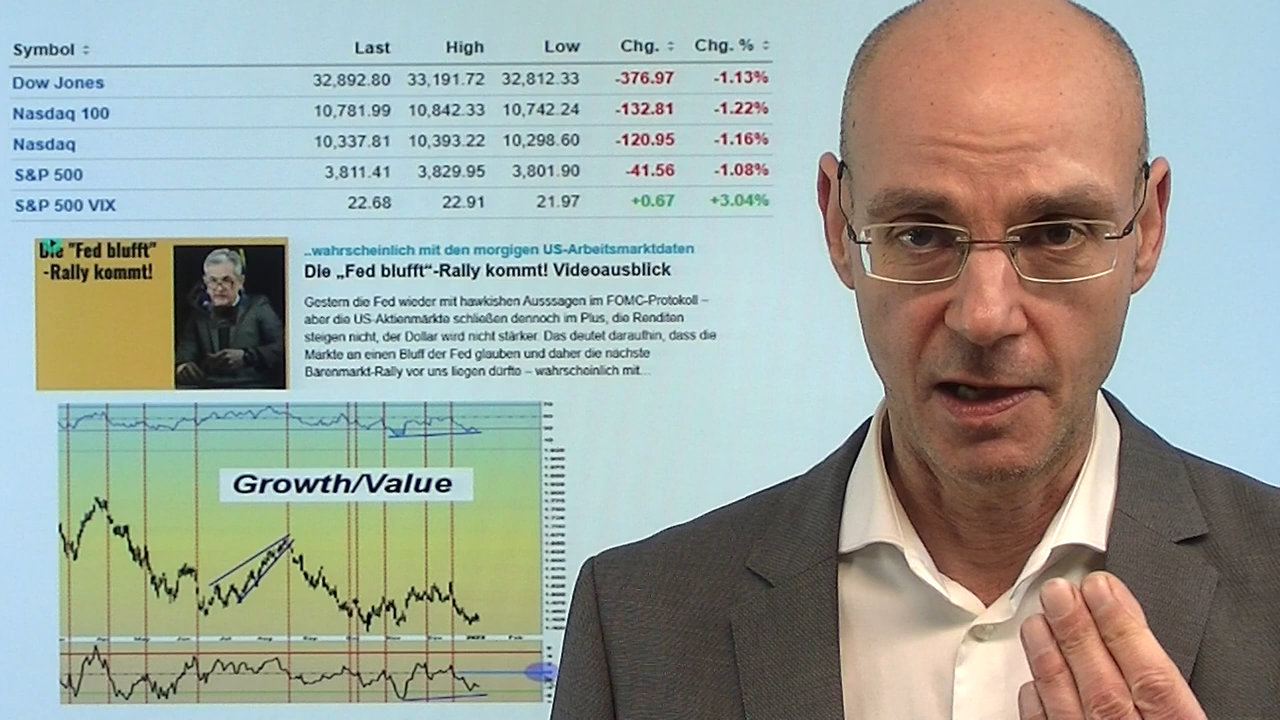 Symbol Last High Low Chg. Chg. %
Dow Jones 32,892.80 33,191.72 32,812.33 -376.97 -1.13%
Nasdaq 100 10,781.99 10,842.33 10,742.24 -132.81 -1.22%
Nasdaq 10,337.81 10,393.22 10,298.60 -120.95 -1.16%
S&P 500 3,811.41 3,829.95 3,801.90 -41.56 -1.08%
S&P 500 VIX 22.68 22.91 21.97 +0.67 +3.04%
Die "Fed blufft"
-Rally kommt!
..wahrscheinlich mit den morgigen US-Arbeitsmarktdaten
Die „Fed blufft“-Rally kommt! Videoausblick
Gestern die Fed wieder mit hawkishen Ausssagen im FOMC-Protokoll –
aber die US-Aktienmärkte schließen dennoch im Plus, die Renditen
steigen nicht, der Dollar wird nicht stärker. Das deutet daraufhin, dass die
Märkte an einen Bluff der Fed glauben und daher die nächste
Bärenmarkt-Rally vor uns liegen dürfte – wahrscheinlich mit...
Growth/Value